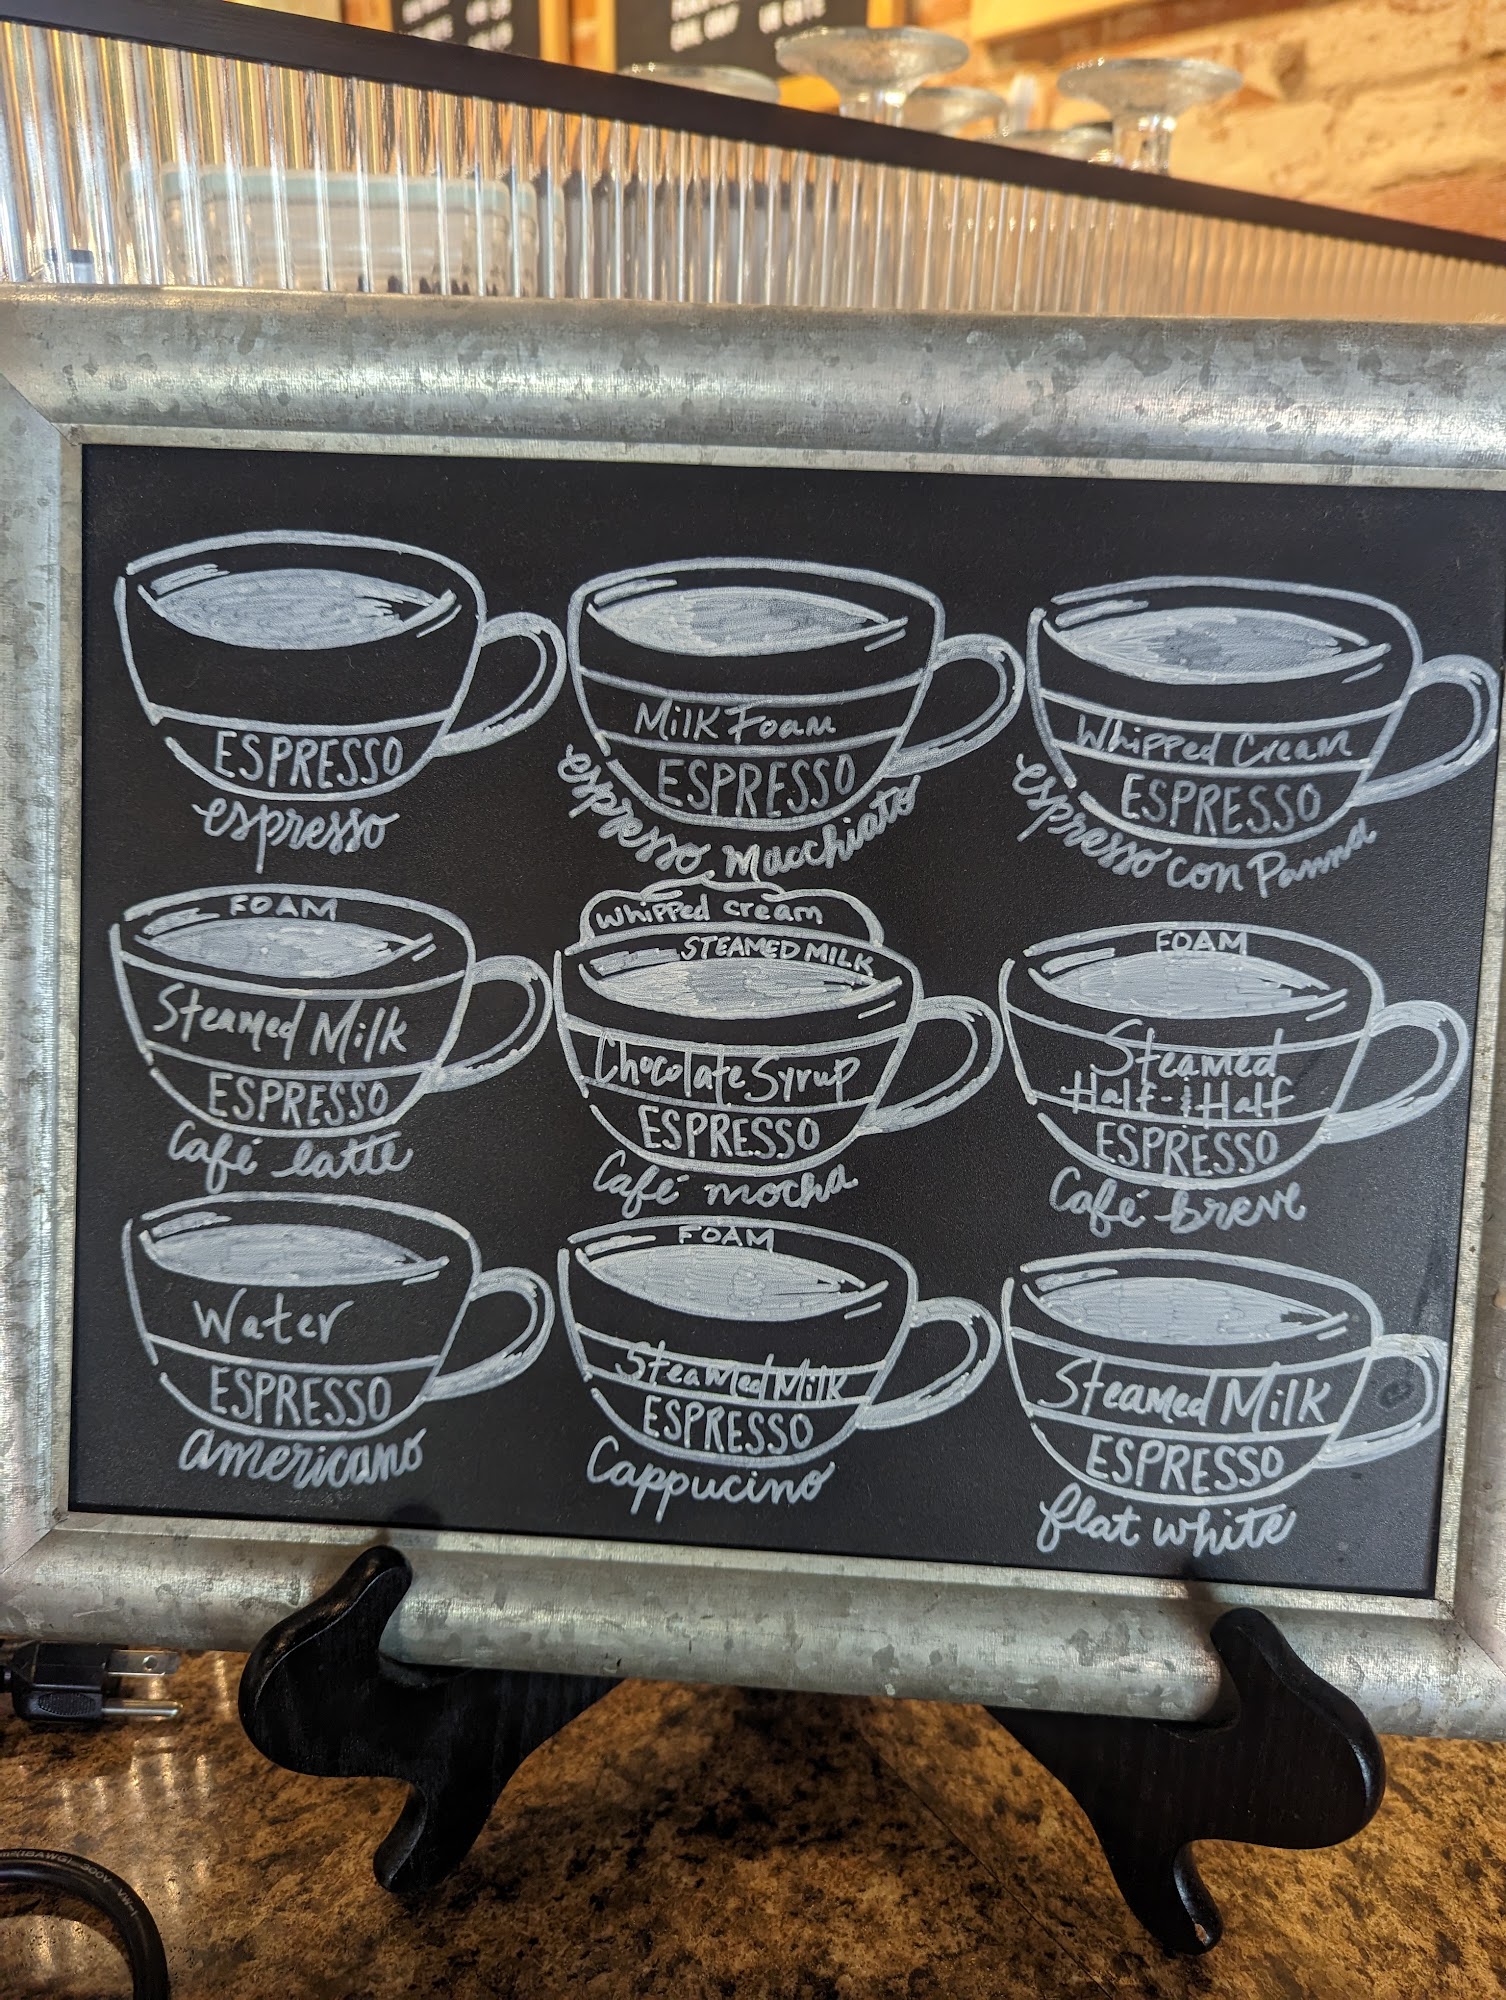 ESPRESSO
espresso
Milk Foam
ESPRESSO
espresso Macchiato
Whipped Cream
ESPRESSO
espresso con Panna
FOAM
Steamed Milk
ESPRESSO
Café latte
whipped cream
STEAMED MILK
Chocolate Syrup
ESPRESSO
Café mocha
FOAM
Steamed
Half-&Half
ESPRESSO
Café breve
Water
ESPRESSO
americano
FOAM
Steamed Milk
ESPRESSO
Cappucino
Steamed Milk
ESPRESSO
flat white
300V